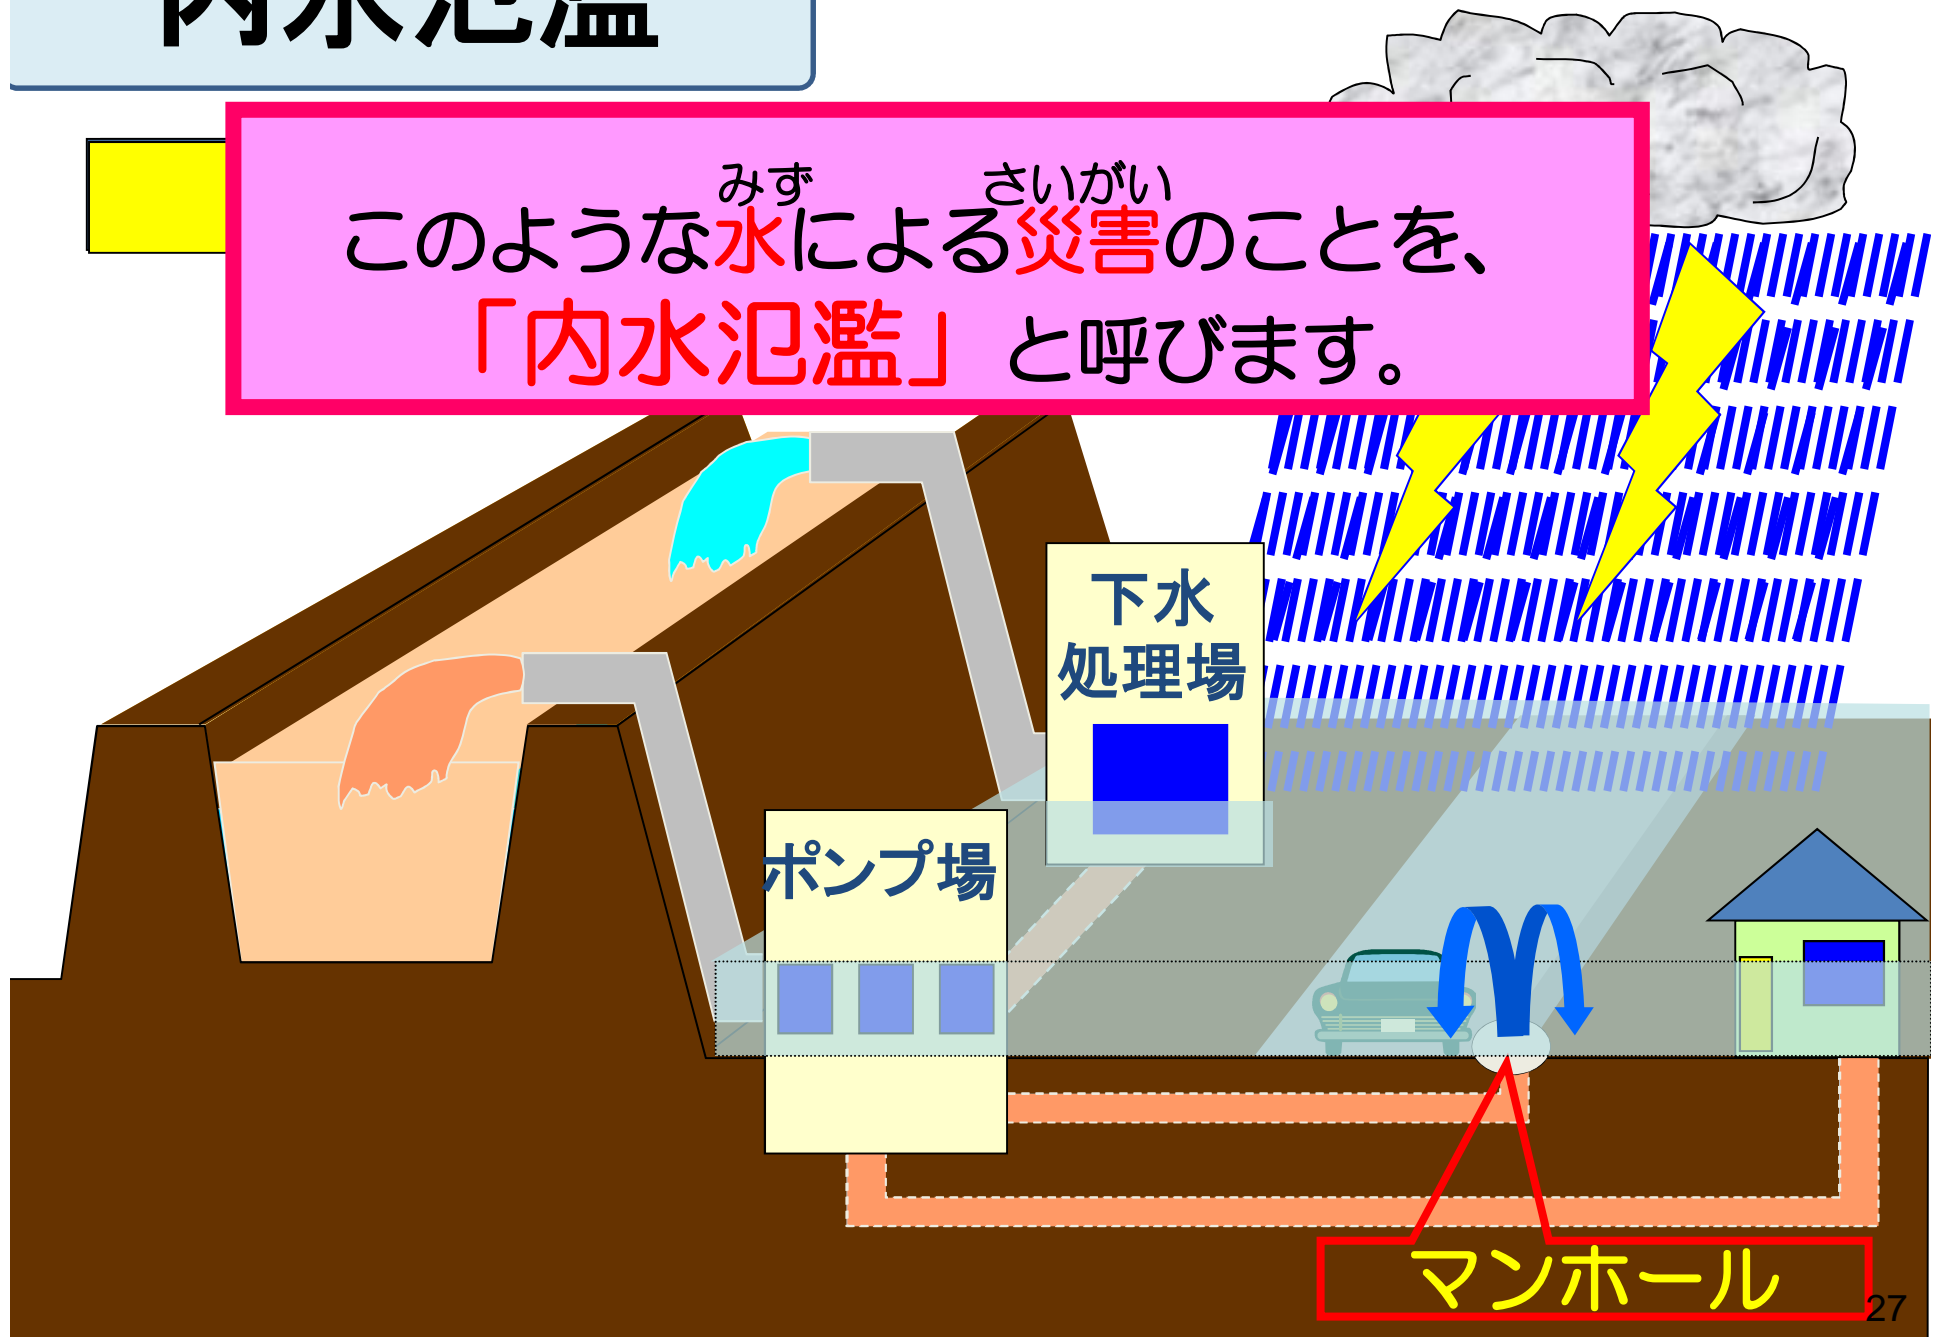 内水氾濫
みず さいがい
このような水による災害のことを、
「内水氾濫」と呼びます。
下水
処理場
ポンプ場
マンホール
27